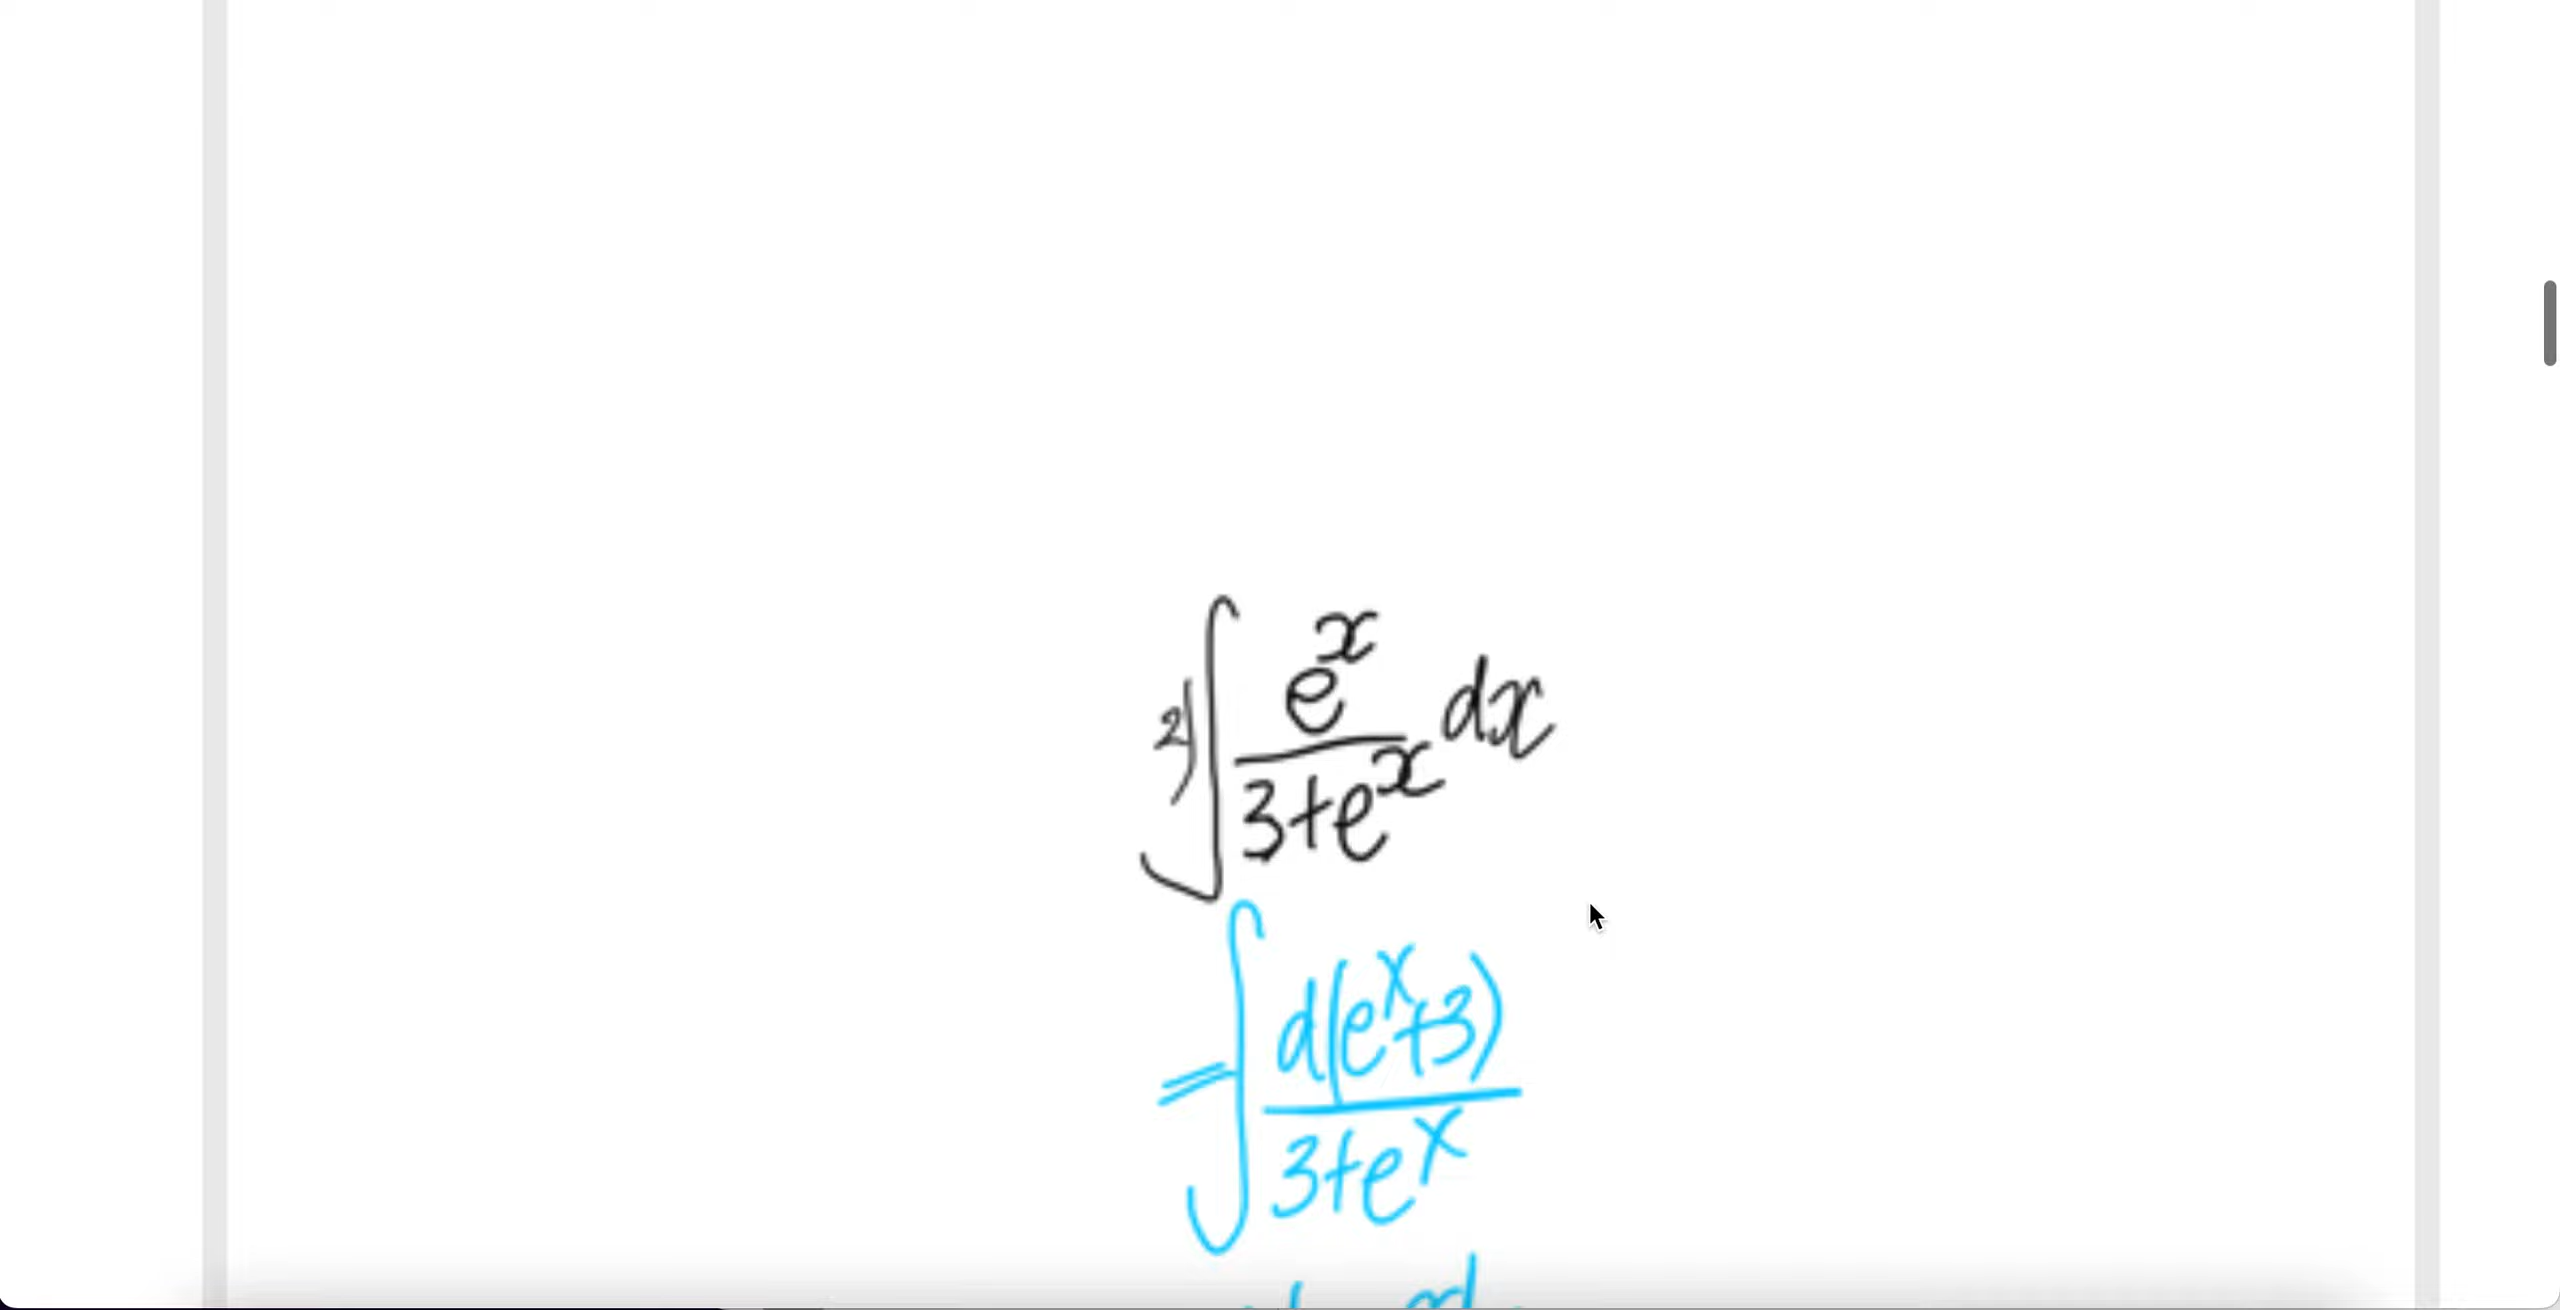 2) ∫ e^x / (3+e^x) dx
= ∫ d(e^x+3) / (3+e^x)